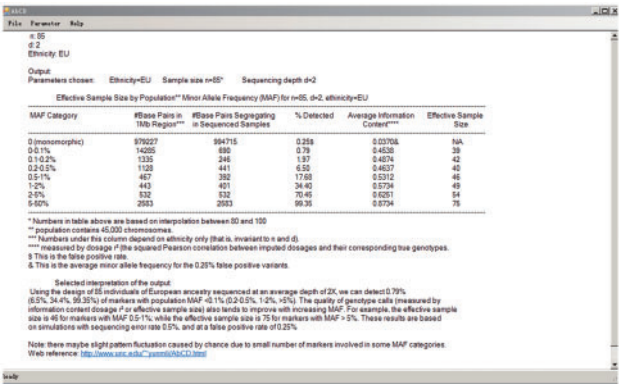 AbCD
File Parameter Help
n: 85
d: 2
Ethnicity: EU
Output:
Parameters chosen: Ethnicity=EU Sample size n=85* Sequencing depth d=2
Effective Sample Size by Population** Minor Allele Frequency (MAF) for n=85, d=2, ethinicity=EU
MAF Category #Base Pairs in #Base Pairs Segregating % Detected Average Information Effective Sample
1Mb Region*** in Sequenced Samples Content**** Size
0 (monomorphic) 979227 994715 0.25$ 0.0370& NA
0-0.1% 14285 690 0.79 0.4538 39
0.1-0.2% 1335 246 1.97 0.4874 42
0.2-0.5% 1128 441 6.50 0.4637 40
0.5-1% 467 392 17.68 0.5312 46
1-2% 443 401 34.40 0.5734 49
2-5% 532 532 70.45 0.6251 54
5-50% 2583 2583 99.35 0.8734 75
* Numbers in table above are based on interpolation between 80 and 100
** population contains 45,000 chromosomes.
*** Numbers under this column depend on ethnicity only (that is, invariant to n and d).
**** measured by dosage r² (the squared Pearson correlation between imputed dosages and their corresponding true genotypes.
$ This is the false positive rate.
& This is the average minor allele frequency for the 0.25% false positive variants.
Selected interpretation of the output:
Using the design of 85 individuals of European ancestry sequenced at an average depth of 2X, we can detect 0.79%
(6.5%, 34.4%, 99.35%) of markers with population MAF <0.1% (0.2-0.5%, 1-2%, >5%). The quality of genotype calls (measured by
information content dosage r² or effective sample size) also tends to improve with increasing MAF. For example, the effective sample
size is 46 for markers with MAF 0.5-1%; while the effective sample size is 75 for markers with MAF > 5%. These results are based
on simulations with sequencing error rate 0.5%, and at a false positive rate of 0.25%
Note: there maybe slight pattern fluctuation caused by chance due to small number of markers involved in some MAF categories.
Web reference: http://www.unc.edu/~yunmli/AbCD.html
Ready